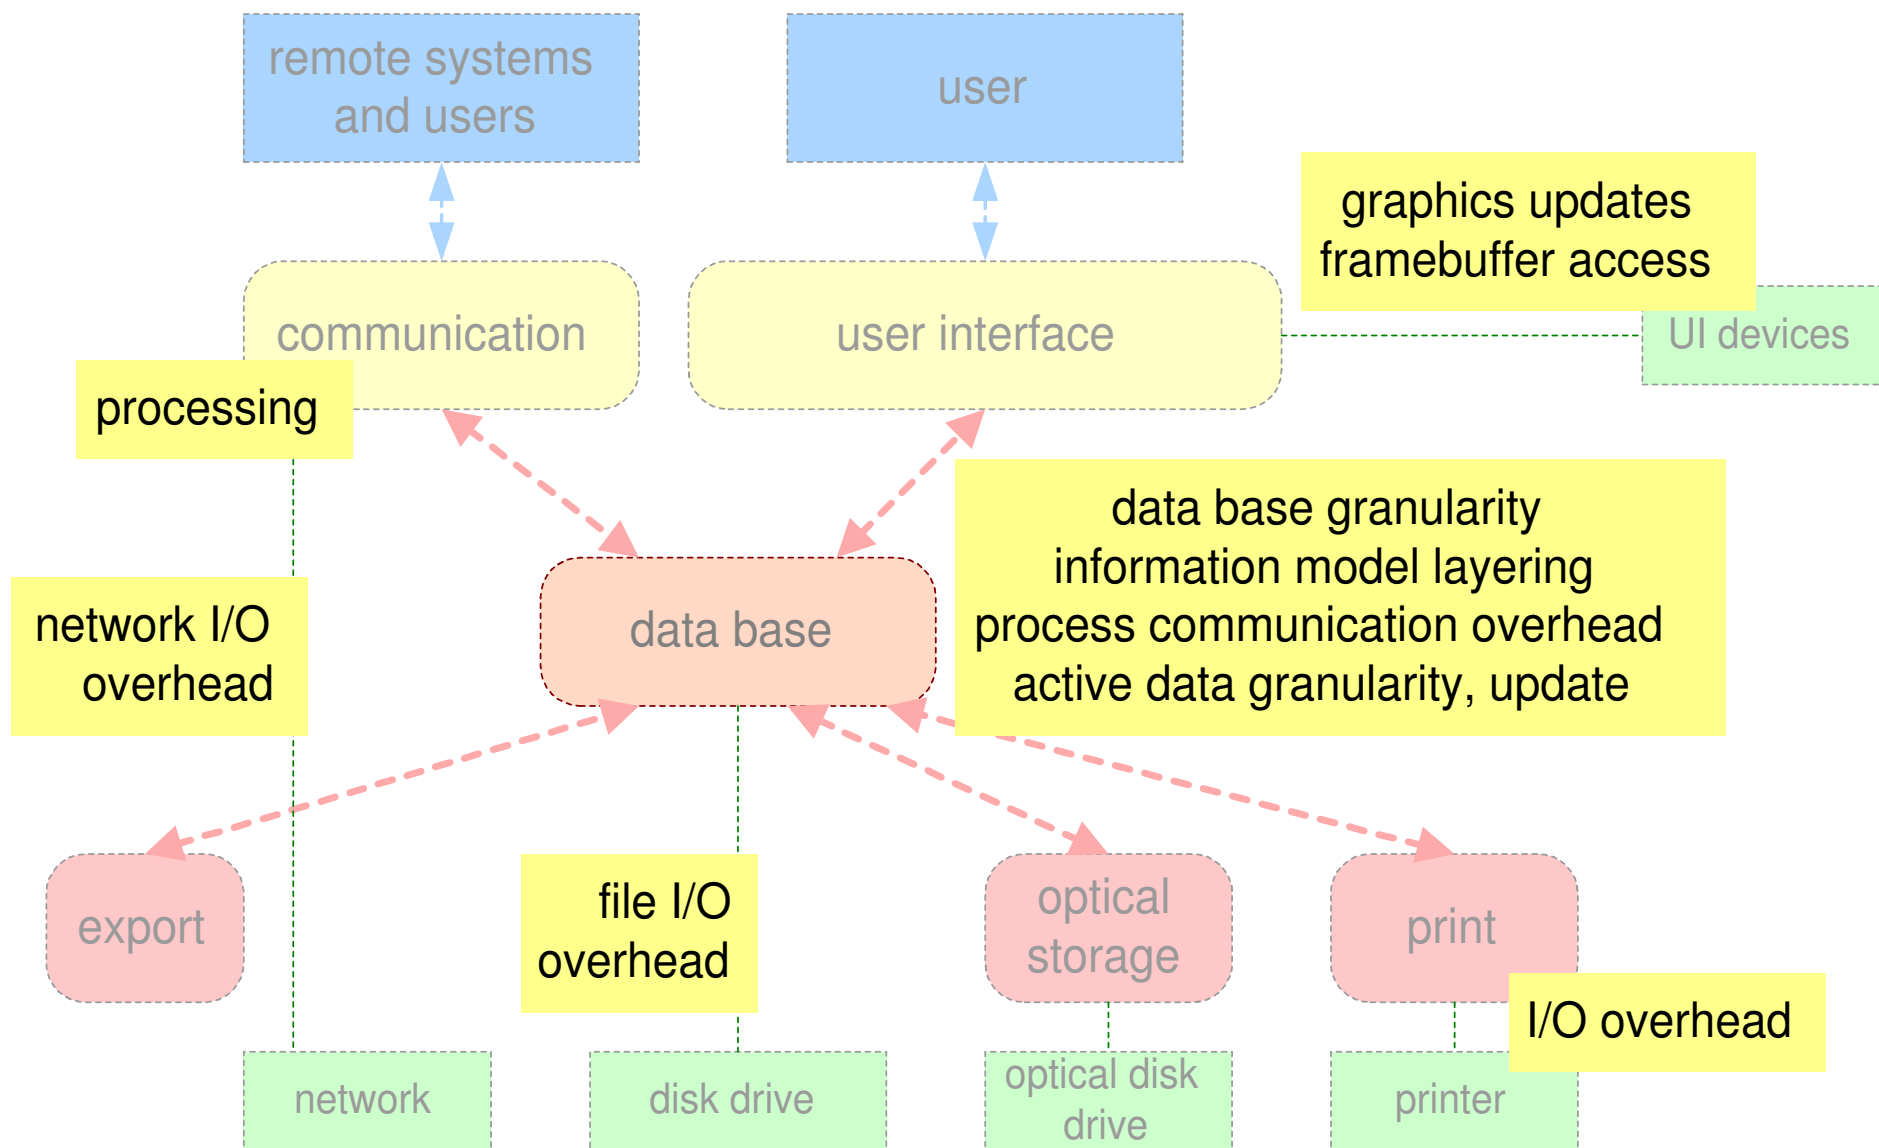 remote systems
and users
user
graphics updates
framebuffer access
communication
user interface
UI devices
processing
data base granularity
information model layering
process communication overhead
active data granularity, update
network I/O
overhead
data base
export
file I/O
overhead
optical
storage
print
I/O overhead
network
disk drive
optical disk
drive
printer